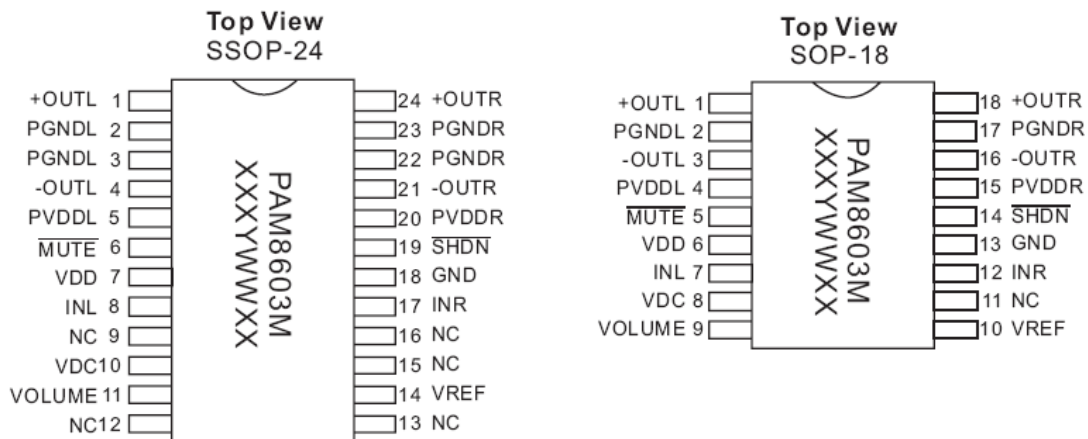 Top View
SSOP-24
+OUTL 1
PGNDL 2
PGNDL 3
-OUTL 4
PVDDL 5
MUTE 6
VDD 7
INL 8
NC 9
VDC10
VOLUME 11
NC12
PAM8603M
XXXYWWXX
24 +OUTR
23 PGNDR
22 PGNDR
21 -OUTR
20 PVDDR
19 SHDN
18 GND
17 INR
16 NC
15 NC
14 VREF
13 NC
Top View
SOP-18
+OUTL 1
PGNDL 2
-OUTL 3
PVDDL 4
MUTE 5
VDD 6
INL 7
VDC 8
VOLUME 9
PAM8603M
XXXYWWXX
18 +OUTR
17 PGNDR
16 -OUTR
15 PVDDR
14 SHDN
13 GND
12 INR
11 NC
10 VREF